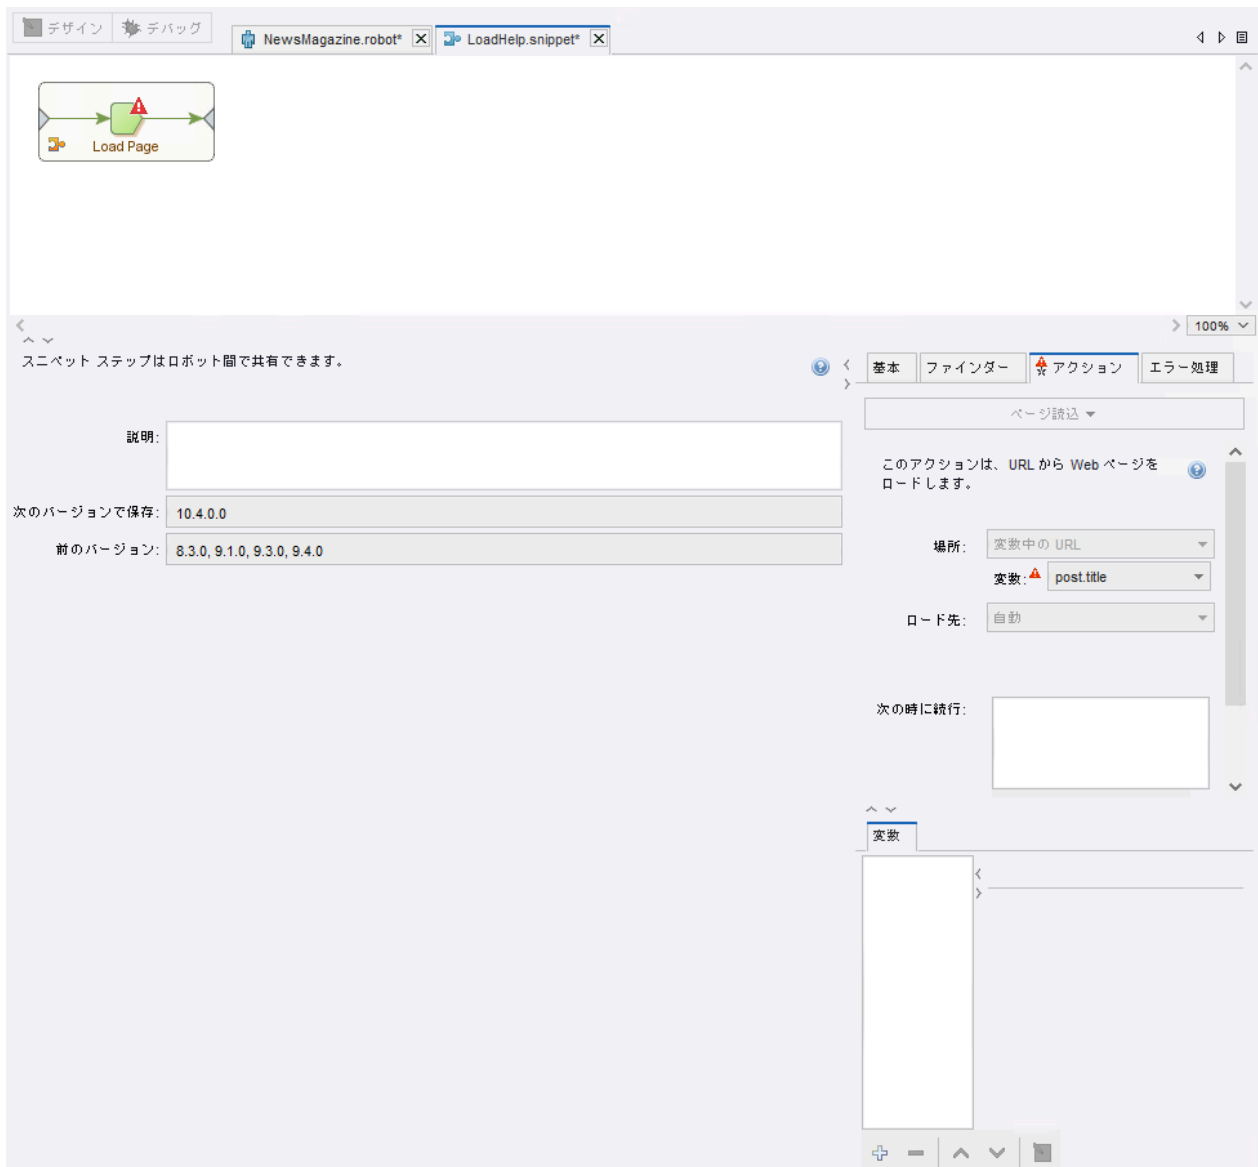 デザイン
デバッグ
NewsMagazine.robot*
LoadHelp.snippet*
Load Page
100%
スニペット ステップはロボット間で共有できます。
説明:
次のバージョンで保存: 10.4.0.0
前のバージョン: 8.3.0, 9.1.0, 9.3.0, 9.4.0
基本
ファインダー
アクション
エラー処理
ページ読込
このアクションは、URL から Web ページを
ロードします。
場所: 変数中の URL
変数: post.title
ロード先: 自動
次の時に続行:
変数